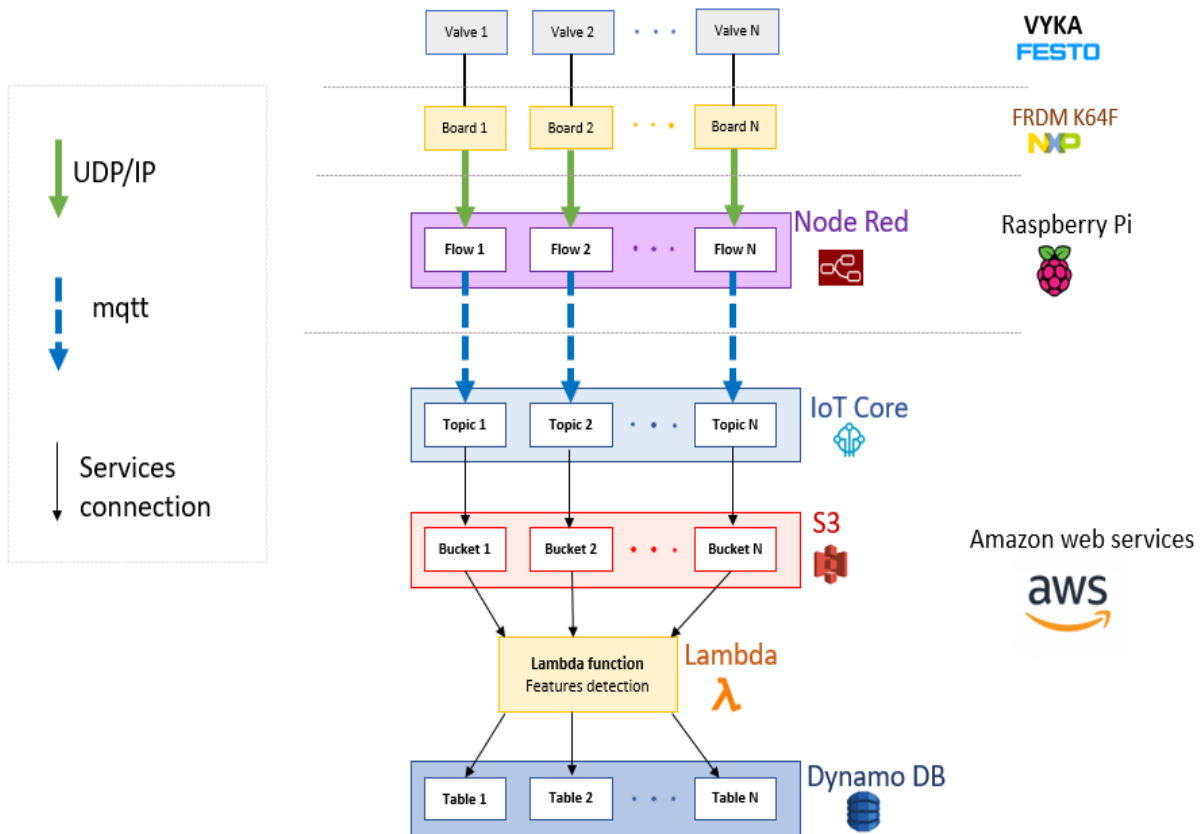 Valve 1
Valve 2
Valve N
VYKA
FESTO
Board 1
Board 2
Board N
FRDM K64F
NXP
UDP/IP
Node Red
Raspberry Pi
Flow 1
Flow 2
Flow N
mqtt
IoT Core
Topic 1
Topic 2
Topic N
Services
connection
S3
Bucket 1
Bucket 2
Bucket N
Amazon web services
aws
Lambda function
Features detection
Lambda
λ
Dynamo DB
Table 1
Table 2
Table N